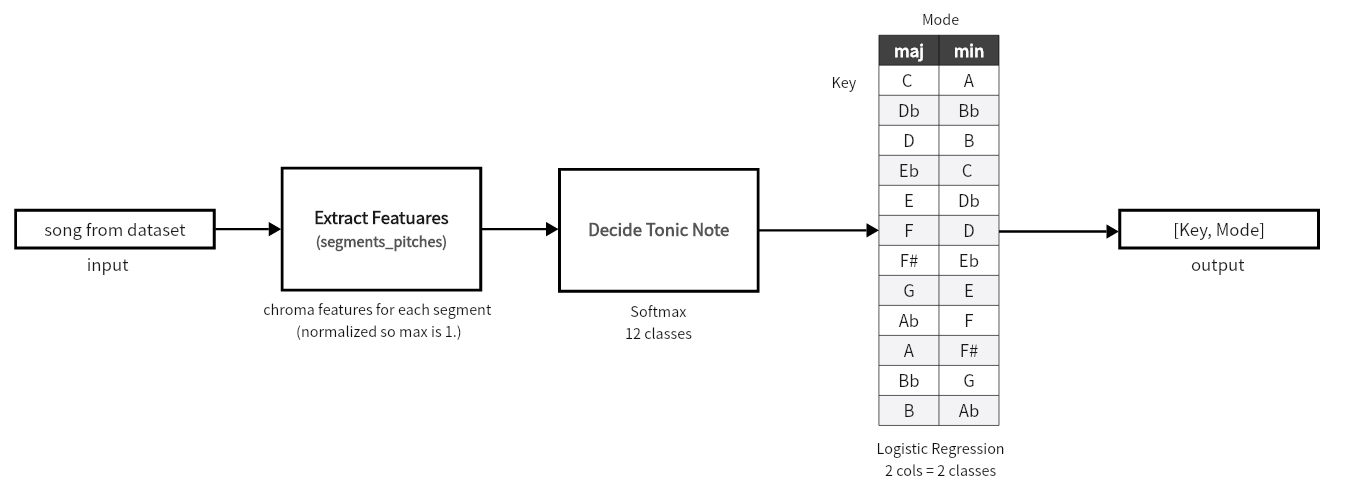 song from dataset
input
Extract Featuares
(segments_pitches)
chroma features for each segment
(normalized so max is 1.)
Decide Tonic Note
Softmax
12 classes
Mode
Key
maj min
C A
Db Bb
D B
Eb C
E Db
F D
F# Eb
G E
Ab F
A F#
Bb G
B Ab
Logistic Regression
2 cols = 2 classes
[Key, Mode]
output